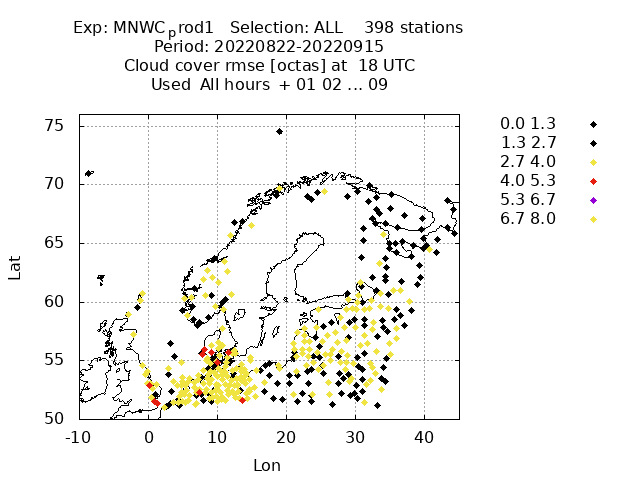 Exp: MNWCprod1 Selection: ALL 398 stations
Period: 20220822-20220915
Cloud cover rmse [octas] at 18 UTC
Used All hours + 01 02 ... 09
0.0 1.3
1.3 2.7
2.7 4.0
4.0 5.3
5.3 6.7
6.7 8.0
75
70
65
60
55
50
Lat
-10 0 10 20 30 40
Lon